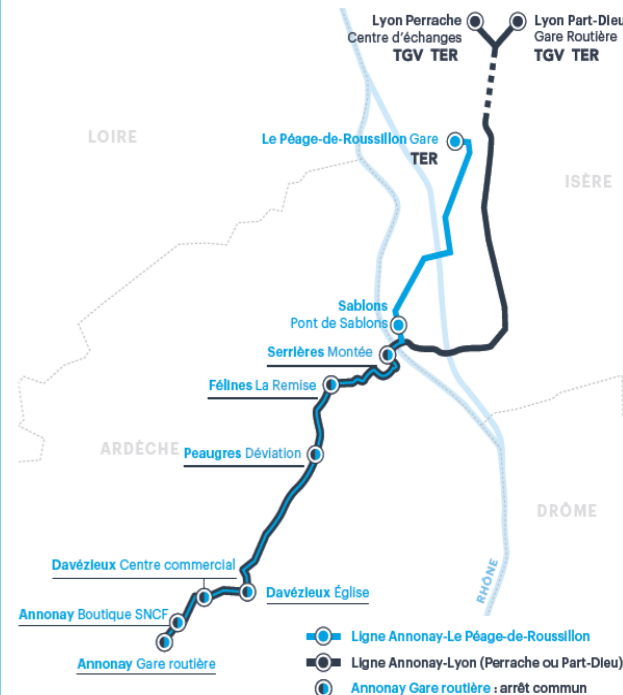 Lyon Perrache
Centre d'échanges
TGV TER
Lyon Part-Dieu
Gare Routière
TGV TER
LOIRE
Le Péage-de-Roussillon Gare
TER
ISÈRE
Sablons
Pont de Sablons
Serrières Montée
Félines La Remise
ARDÈCHE
Peaugres Déviation
DRÔME
Davézieux Centre commercial
RHÔNE
Davézieux Église
Annonay Boutique SNCF
Annonay Gare routière
Ligne Annonay-Le Péage-de-Roussillon
Ligne Annonay-Lyon (Perrache ou Part-Dieu)
Annonay Gare routière : arrêt commun